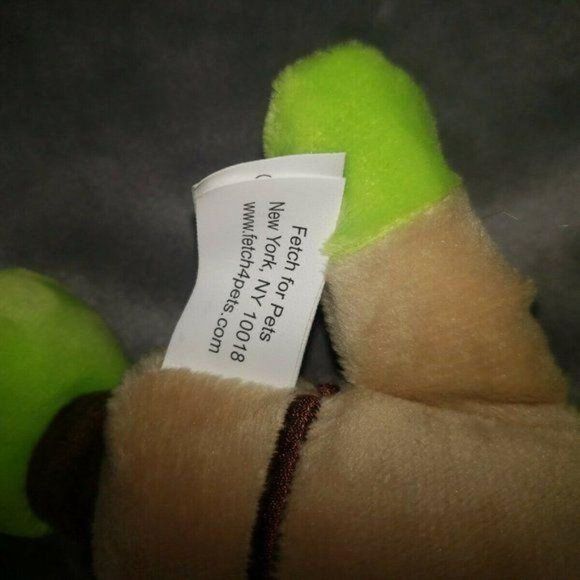 Fetch for Pets
New York, NY 10018
www.fetch4pets.com